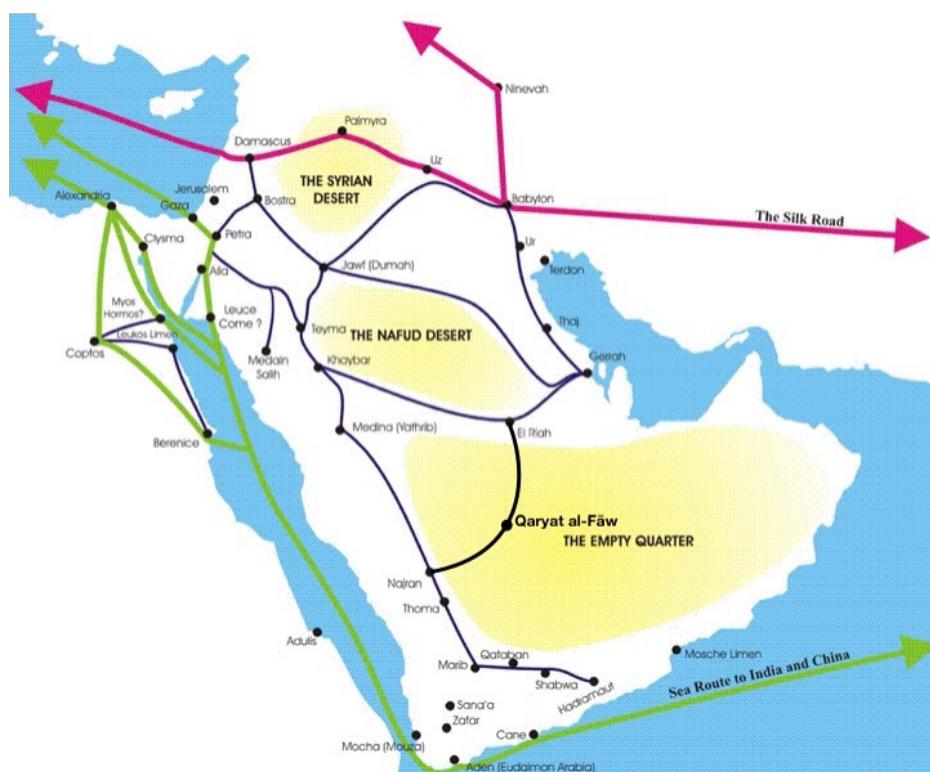 Ninevah
Palmyra
Damascus
Uz
THE SYRIAN
DESERT
Jerusalem
Alexandria
Gaza
Bostra
Babylon
The Silk Road
Clysma
Petra
Ur
Terdon
Aila
Jawf (Dumah)
Myos
Hormos?
Leuce
Come ?
Leukos Limen
Coptos
Teyma
THE NAFUD DESERT
Thaj
Medain
Salih
Khaybar
Gerrah
Berenice
Medina (Yathrib)
El Riah
Qaryat al-Fāw
THE EMPTY QUARTER
Najran
Thoma
Adulis
Marib
Qataban
Shabwa
Hadramaut
Mosche Limen
Sea Route to India and China
Sana'a
Zafar
Mocha (Mouza)
Cane
Aden (Eudaimon Arabia)